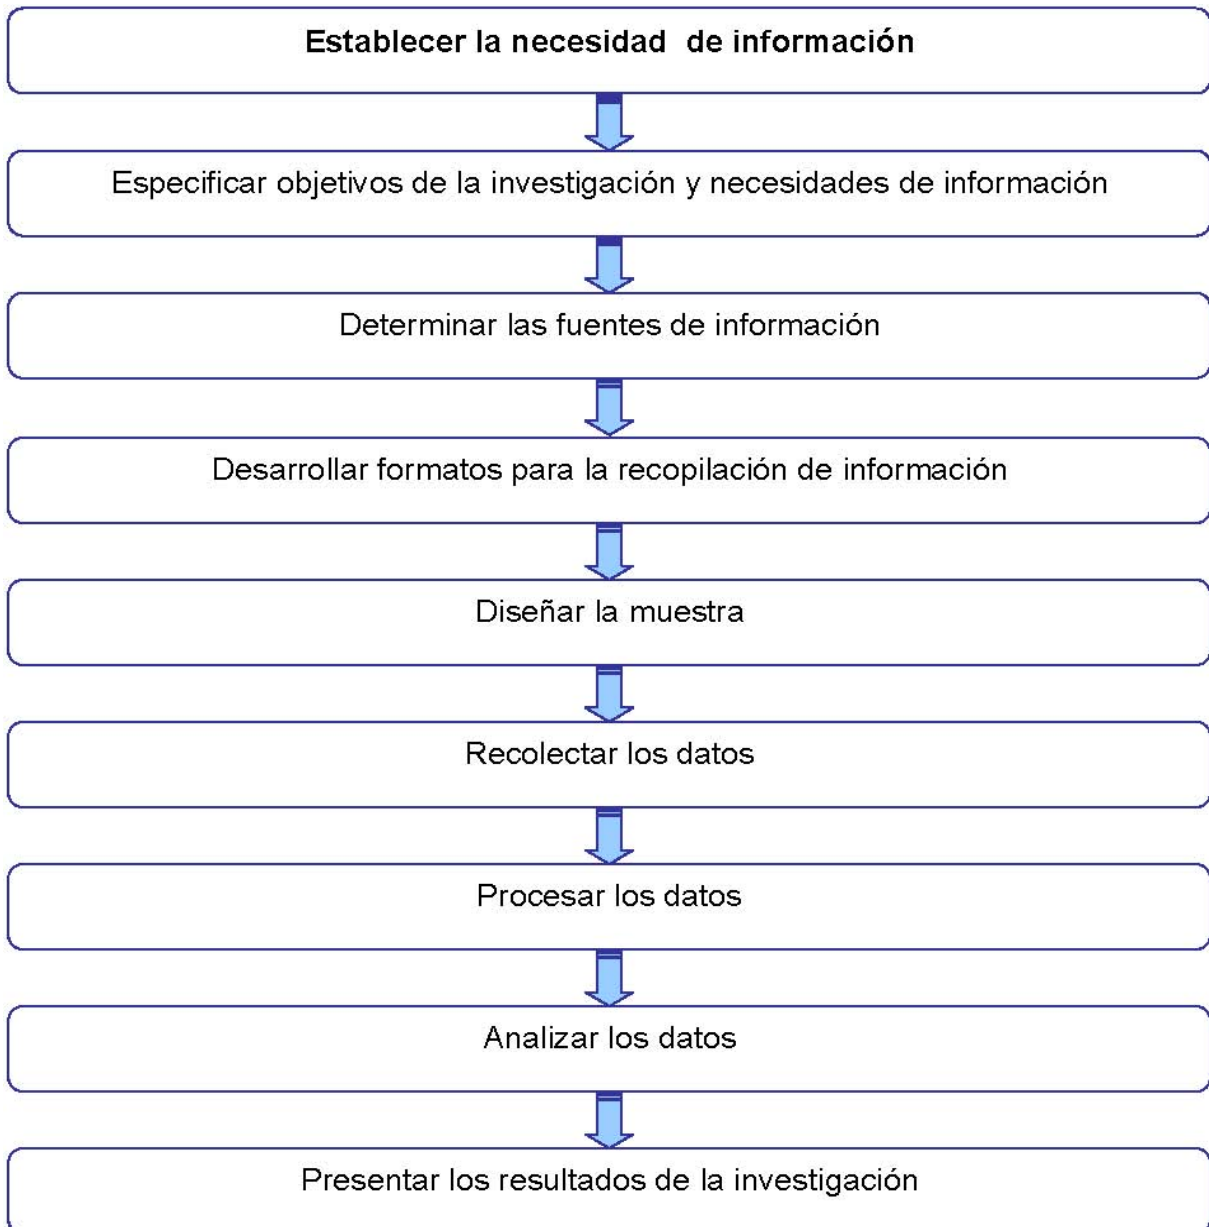 Establecer la necesidad de información
Especificar objetivos de la investigación y necesidades de información
Determinar las fuentes de información
Desarrollar formatos para la recopilación de información
Diseñar la muestra
Recolectar los datos
Procesar los datos
Analizar los datos
Presentar los resultados de la investigación